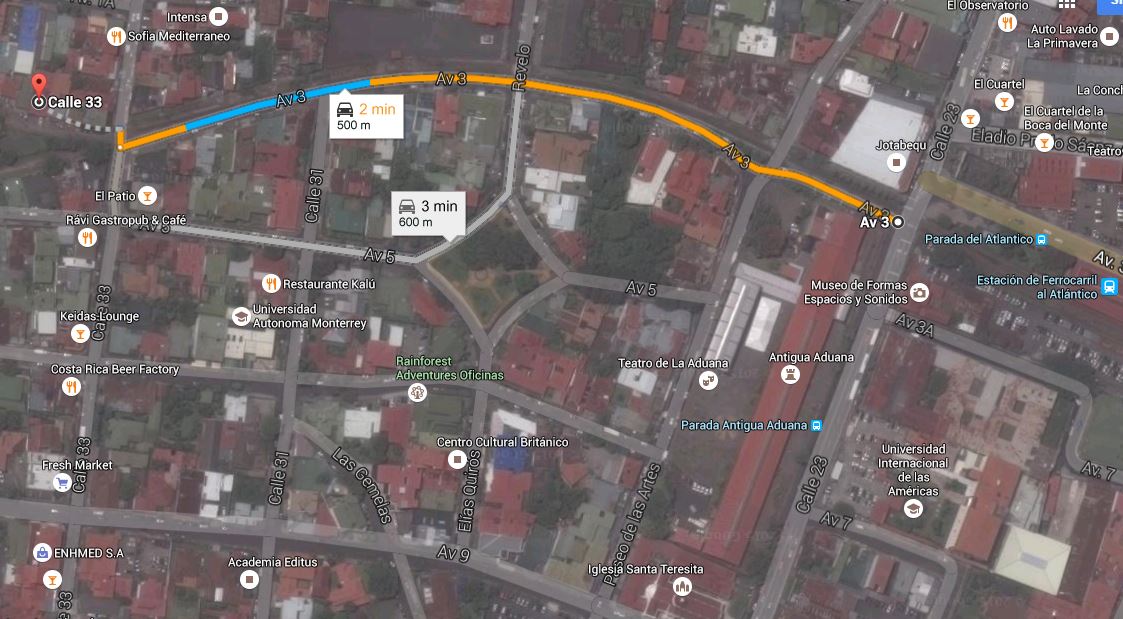 Intensa
Sofia Mediterraneo
El Observatorio
Auto Lavado
La Primavera
Calle 33
Av 3
2 min
500 m
Revelo
El Cuartel
El Cuartel de la
Boca del Monte
Jotabequ
Calle 23
Av 3
El Patio
Rávi Gastropub & Café
Calle 31
3 min
600 m
Av 3
Av 3
Av 5
Parada del Atlantico
Av.
Restaurante Kalú
Universidad
Autonoma Monterrey
Av 5
Museo de Formas
Espacios y Sonidos
Estación de Ferrocarril
al Atlántico
Keidas Lounge
Calle 33
Av 3A
Costa Rica Beer Factory
Rainforest
Adventures Oficinas
Teatro de La Aduana
Antigua Aduana
Parada Antigua Aduana
Centro Cultural Británico
Fresh Market
Calle 33
Calle 31
Las Gemelas
Elías Quiros
Paseo de las Artes
Calle 23
Universidad
Internacional
de las
Américas
Av. 7
Av 7
ENHMED S.A
Academia Editus
Av 9
Iglesia Santa Teresita
33